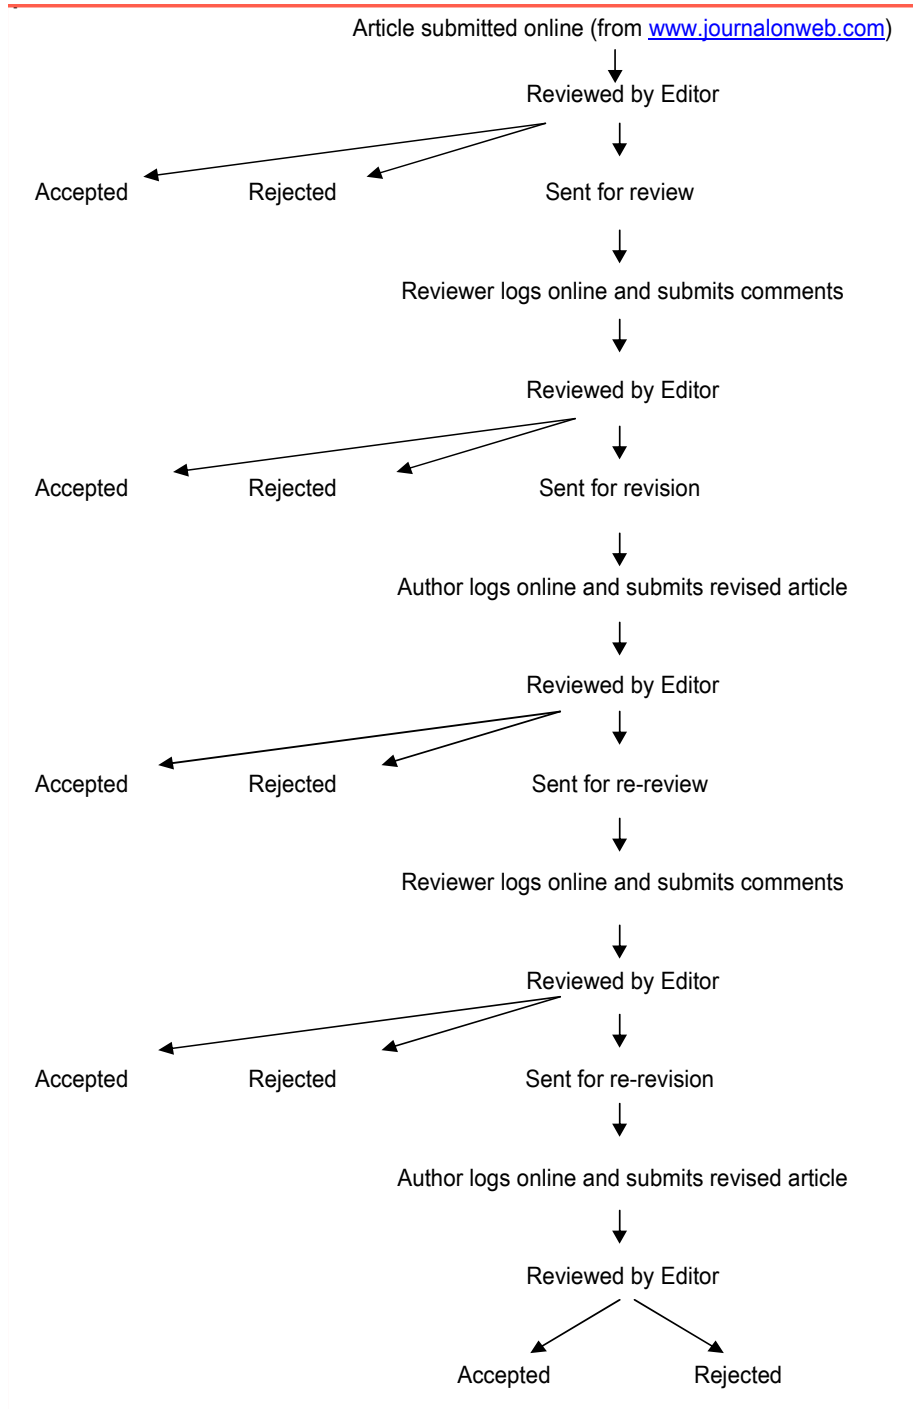 Article submitted online (from www.journalonweb.com)
Reviewed by Editor
Accepted Rejected Sent for review
Reviewer logs online and submits comments
Reviewed by Editor
Accepted Rejected Sent for revision
Author logs online and submits revised article
Reviewed by Editor
Accepted Rejected Sent for re-review
Reviewer logs online and submits comments
Reviewed by Editor
Accepted Rejected Sent for re-revision
Author logs online and submits revised article
Reviewed by Editor
Accepted Rejected